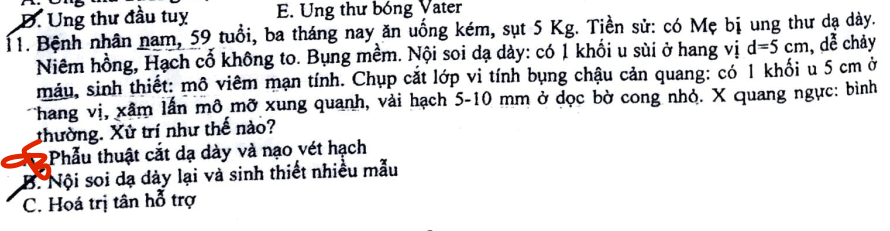 D. Ung thư đầu tuỵ E. Ung thư bóng Vater
11. Bệnh nhân nam, 59 tuổi, ba tháng nay ăn uống kém, sụt 5 Kg. Tiền sử: có Mẹ bị ung thư dạ dày.
Niêm hồng, Hạch cổ không to. Bụng mềm. Nội soi dạ dày: có 1 khối u sùi ở hang vị d=5 cm, dễ chảy
máu, sinh thiết: mô viêm mạn tính. Chụp cắt lớp vi tính bụng chậu cản quang: có 1 khối u 5 cm ở
hang vị, xâm lấn mô mỡ xung quanh, vài hạch 5-10 mm ở dọc bờ cong nhỏ. X quang ngực: bình
thường. Xử trí như thế nào?
Phẫu thuật cắt dạ dày và nạo vét hạch
B. Nội soi dạ dày lại và sinh thiết nhiều mẫu
C. Hoá trị tân hỗ trợ